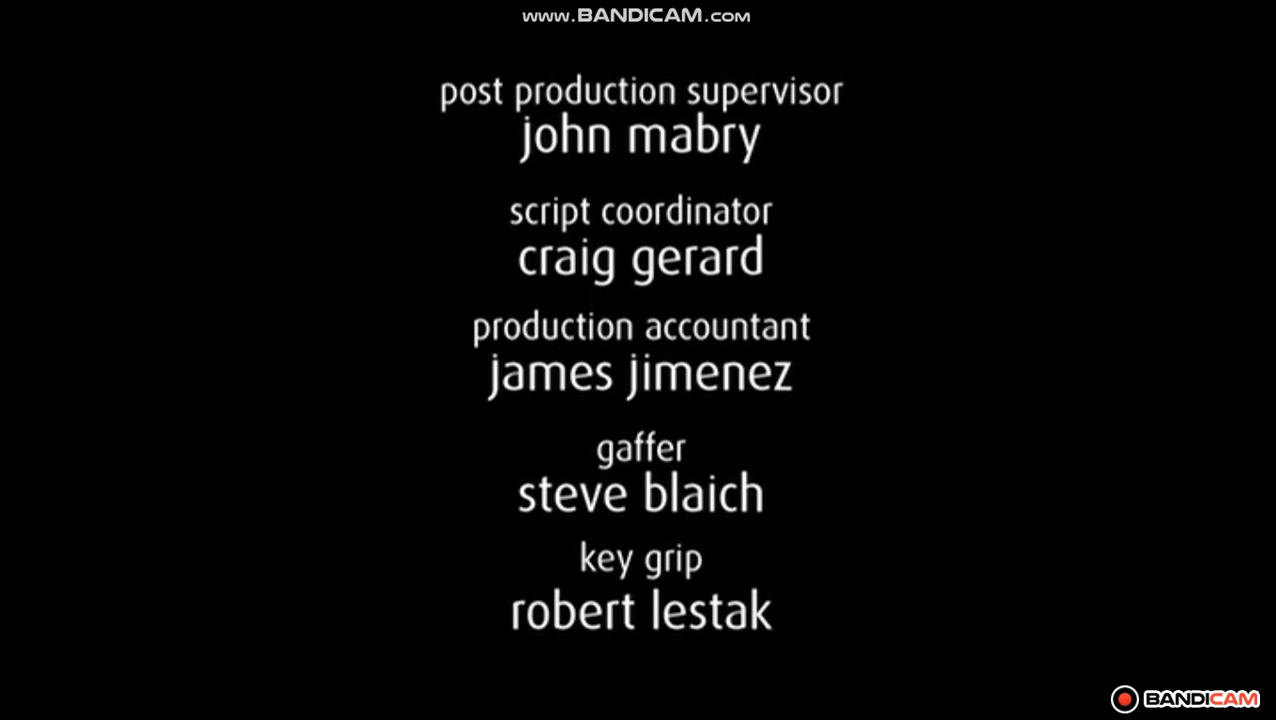 www.BANDICAM.com
post production supervisor
john mabry
script coordinator
craig gerard
production accountant
james jimenez
gaffer
steve blaich
key grip
robert lestak
BANDICAM